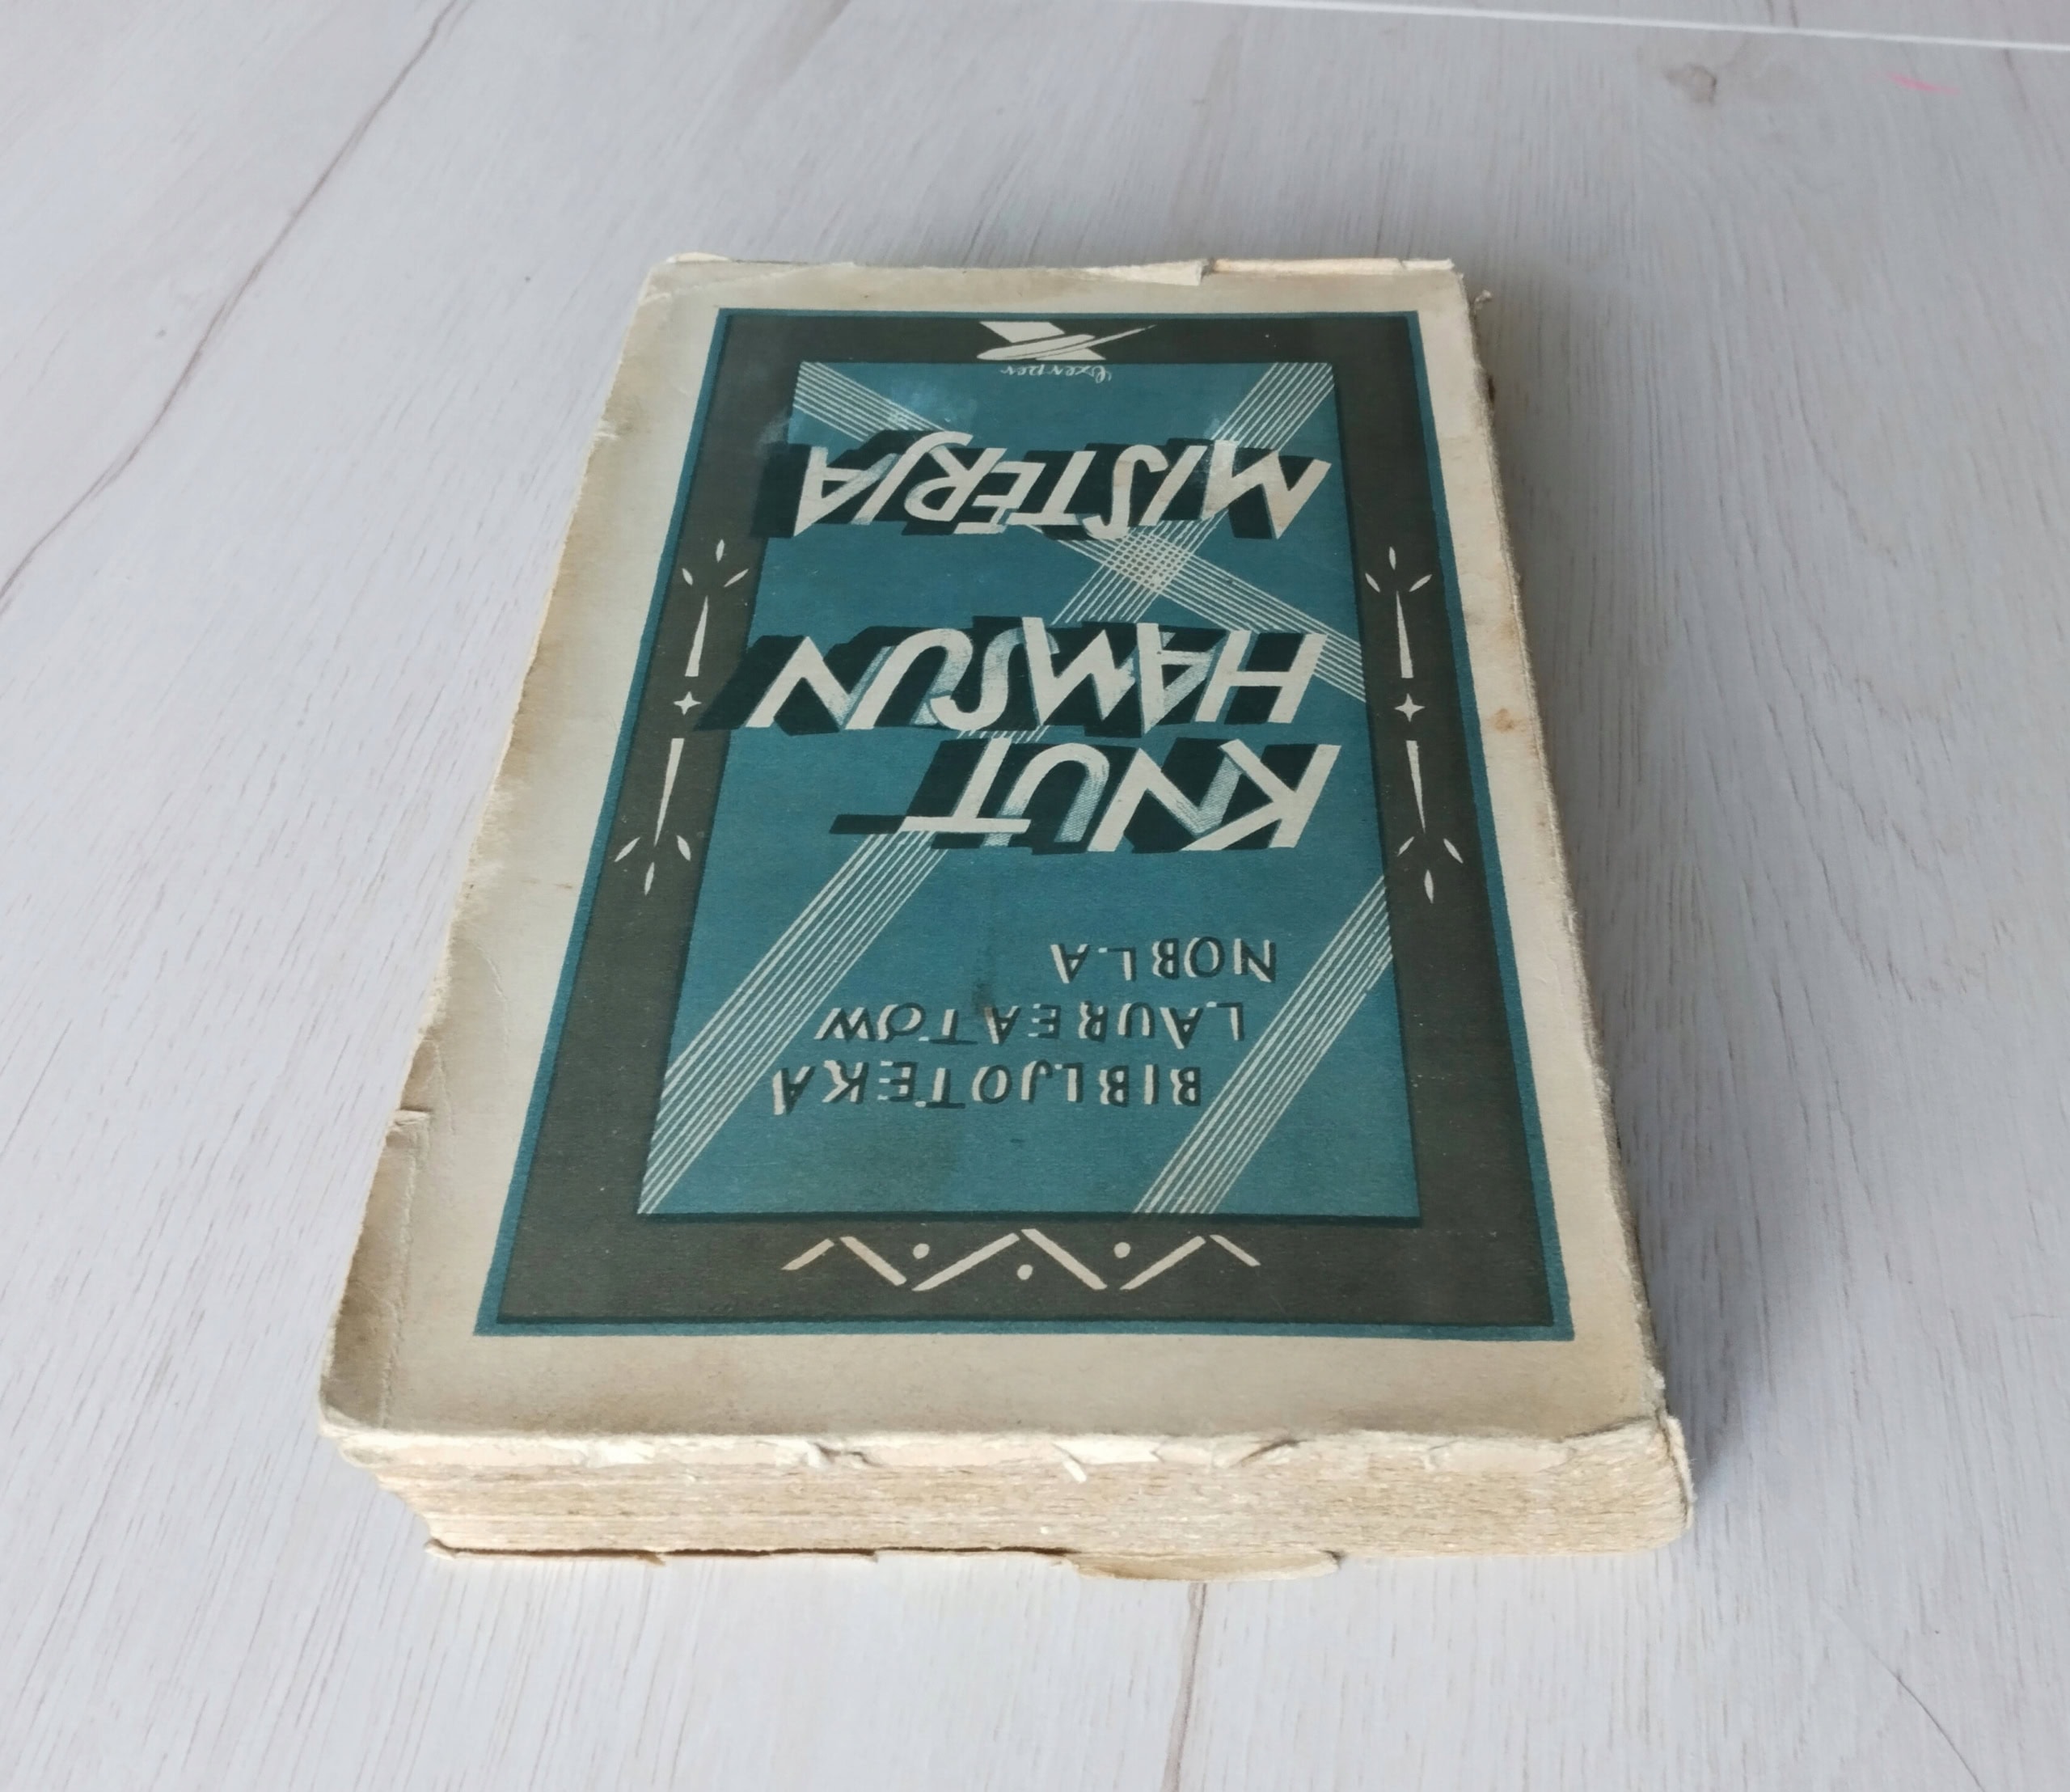 BIBLJOTEKA
LAUREATÓW
NOBLA
KNUT
HAMSUN
MISTERJA